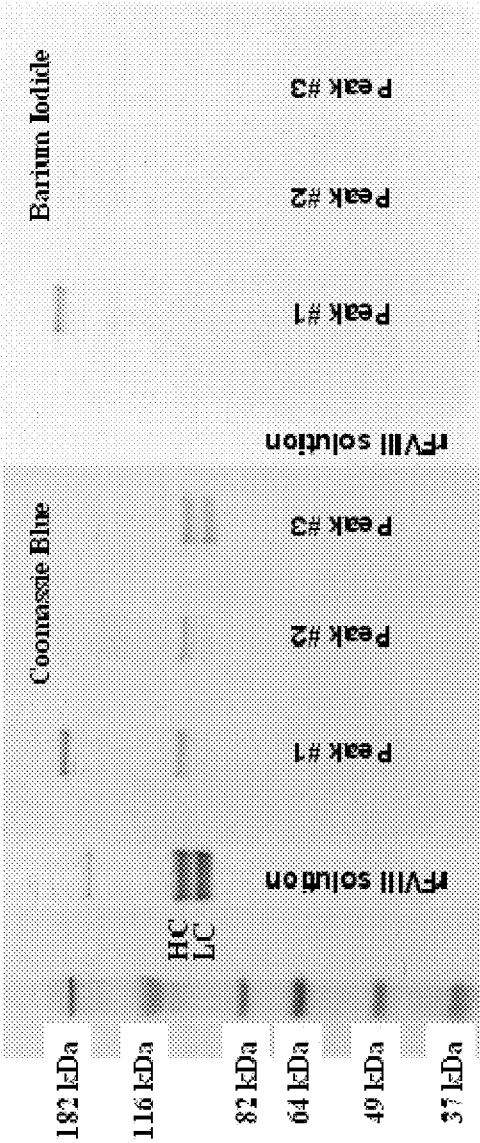 Coomassie Blue
Barium Iodide
182 kDa
116 kDa
82 kDa
64 kDa
49 kDa
37 kDa
HC
LC
rFVIII solution
Peak #1
Peak #2
Peak #3
rFVIII solution
Peak #1
Peak #2
Peak #3